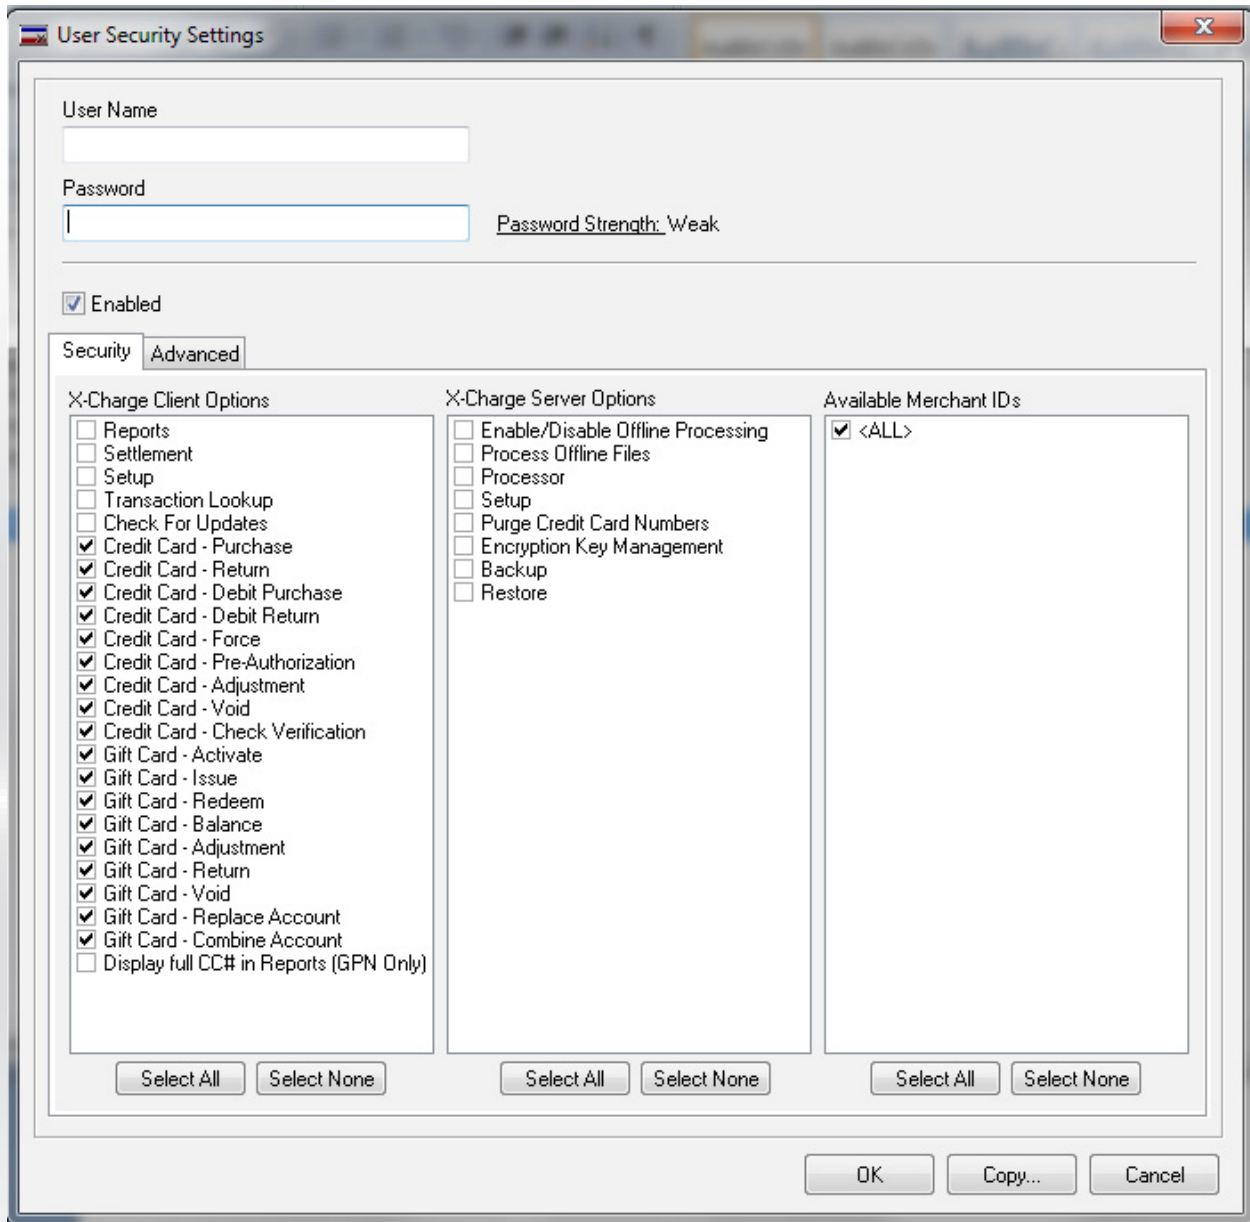 User Security Settings
User Name
Password
Password Strength: Weak
Enabled
Security Advanced
X-Charge Client Options
Reports
Settlement
Setup
Transaction Lookup
Check For Updates
Credit Card - Purchase
Credit Card - Return
Credit Card - Debit Purchase
Credit Card - Debit Return
Credit Card - Force
Credit Card - Pre-Authorization
Credit Card - Adjustment
Credit Card - Void
Credit Card - Check Verification
Gift Card - Activate
Gift Card - Issue
Gift Card - Redeem
Gift Card - Balance
Gift Card - Adjustment
Gift Card - Return
Gift Card - Void
Gift Card - Replace Account
Gift Card - Combine Account
Display full CC# in Reports (GPN Only)
Select All Select None
X-Charge Server Options
Enable/Disable Offline Processing
Process Offline Files
Processor
Setup
Purge Credit Card Numbers
Encryption Key Management
Backup
Restore
Select All Select None
Available Merchant IDs
<ALL>
Select All Select None
OK Copy... Cancel